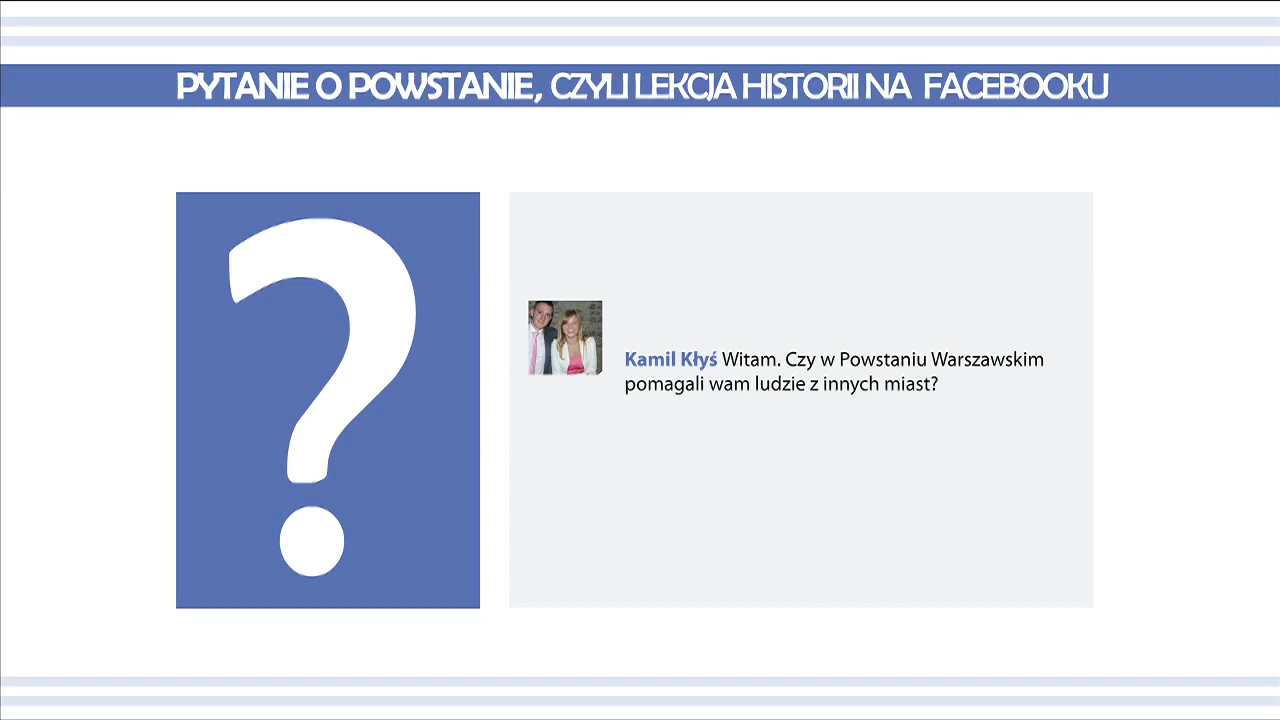 PYTANIE O POWSTANIE, CZYLI LEKCJA HISTORII NA FACEBOOKU
?
Kamil Kłyś Witam. Czy w Powstaniu Warszawskim
pomagali wam ludzie z innych miast?